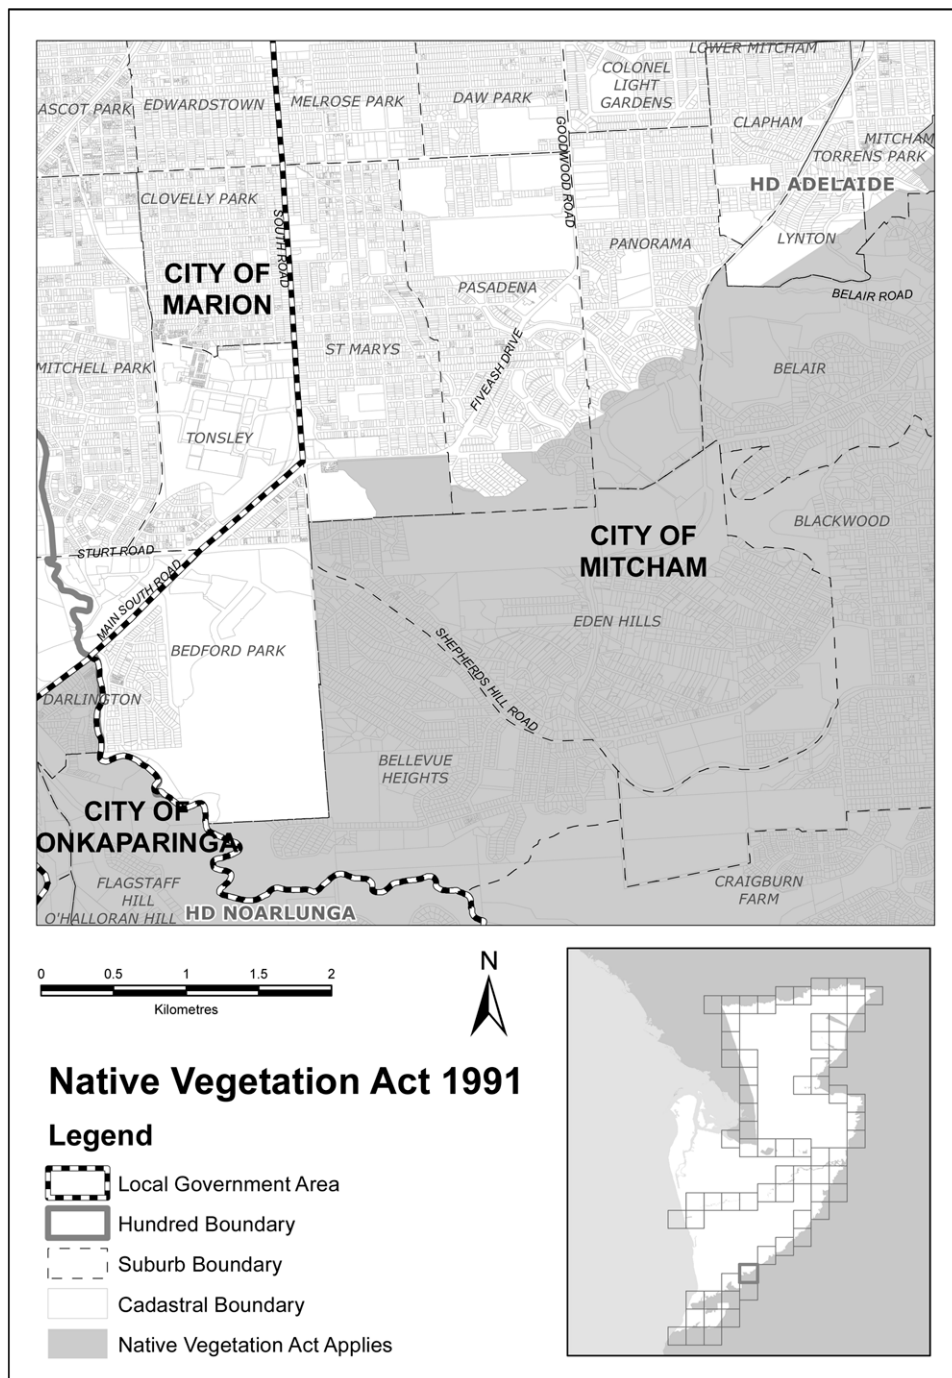 LOWER MITCHAM
COLONEL
LIGHT
GARDENS
ASCOT PARK
EDWARDSTOWN
MELROSE PARK
DAW PARK
CLAPHAM
GOODWOOD ROAD
MITCHAM
TORRENS PARK
HD ADELAIDE
CLOVELLY PARK
SOUTH ROAD
PANORAMA
LYNTON
CITY OF
MARION
PASADENA
BELAIR ROAD
ST MARYS
FIVEASH DRIVE
MITCHELL PARK
BELAIR
TONSLEY
BLACKWOOD
CITY OF
MITCHAM
STURT ROAD
MAIN SOUTH ROAD
EDEN HILLS
BEDFORD PARK
SHEPHERDS HILL ROAD
DARLINGTON
BELLEVUE
HEIGHTS
CITY OF
ONKAPARINGA
FLAGSTAFF
HILL
CRAIGBURN
FARM
O'HALLORAN HILL
HD NOARLUNGA
0 0.5 1 1.5 2
Kilometres
N
Native Vegetation Act 1991
Legend
Local Government Area
Hundred Boundary
Suburb Boundary
Cadastral Boundary
Native Vegetation Act Applies